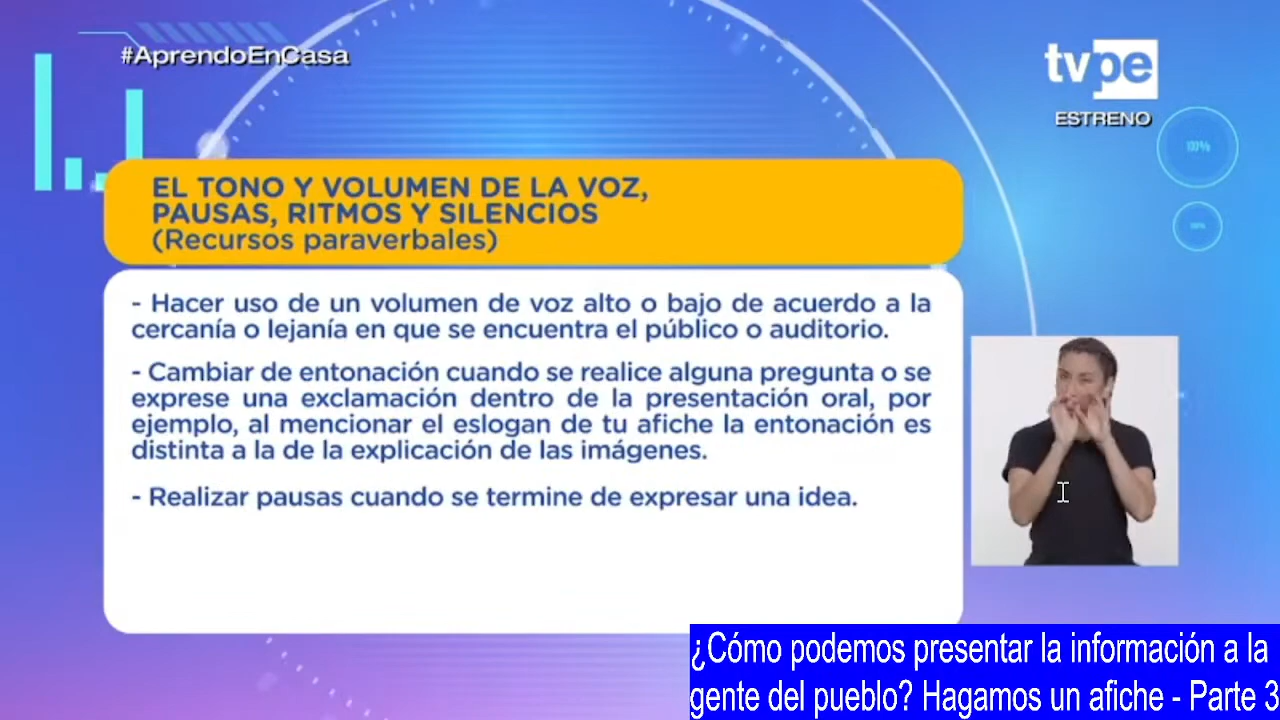 #AprendoEnCasa
tvpe
ESTRENO
100%
EL TONO Y VOLUMEN DE LA VOZ,
PAUSAS, RITMOS Y SILENCIOS
(Recursos paraverbales)
- Hacer uso de un volumen de voz alto o bajo de acuerdo a la
cercanía o lejanía en que se encuentra el público o auditorio.
- Cambiar de entonación cuando se realice alguna pregunta o se
exprese una exclamación dentro de la presentación oral, por
ejemplo, al mencionar el eslogan de tu afiche la entonación es
distinta a la de la explicación de las imágenes.
- Realizar pausas cuando se termine de expresar una idea.
¿Cómo podemos presentar la información a la
gente del pueblo? Hagamos un afiche - Parte 3